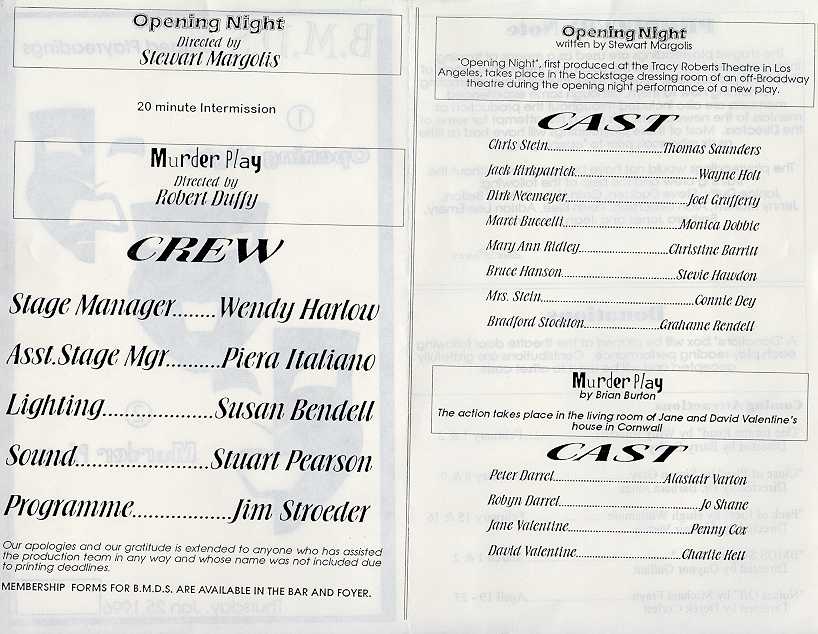 Opening Night
Directed by
Stewart Margolis
20 minute Intermission
Murder Play
Directed by
Robert Duffy
CREW
Stage Manager........Wendy Harlow
Asst.Stage Mgr.......Piera Italiano
Lighting................Susan Bendell
Sound......................Stuart Pearson
Programme................Jim Stroeder
Our apologies and our gratitude is extended to anyone who has assisted
the production team in any way and whose name was not included due
to printing deadlines.
MEMBERSHIP FORMS FOR B.M.D.S. ARE AVAILABLE IN THE BAR AND FOYER.
Opening Night
written by Stewart Margolis
"Opening Night", first produced at the Tracy Roberts Theatre in Los
Angeles, takes place in the backstage dressing room of an off-Broadway
theatre during the opening night performance of a new play.
CAST
Chris Stein..............................Thomas Saunders
Jack Kirkpatrick...............................Wayne Holt
Dirk Neemeyer...............................Joel Grafferty
Marci Buccelli..............................Monica Dobbie
Mary Ann Ridley.......................Christine Barritt
Bruce Hanson............................Stevie Hawdon
Mrs. Stein.......................................Connie Dey
Bradford Stockton...................Grahame Rendell
Murder Play
by Brian Burton
The action takes place in the living room of Jane and David Valentine's
house in Cornwall
CAST
Peter Darrel...............................Alastair Varton
Robyn Darrel....................................Jo Shane
Jane Valentine...............................Penny Cox
David Valentine...........................Charlie Hett